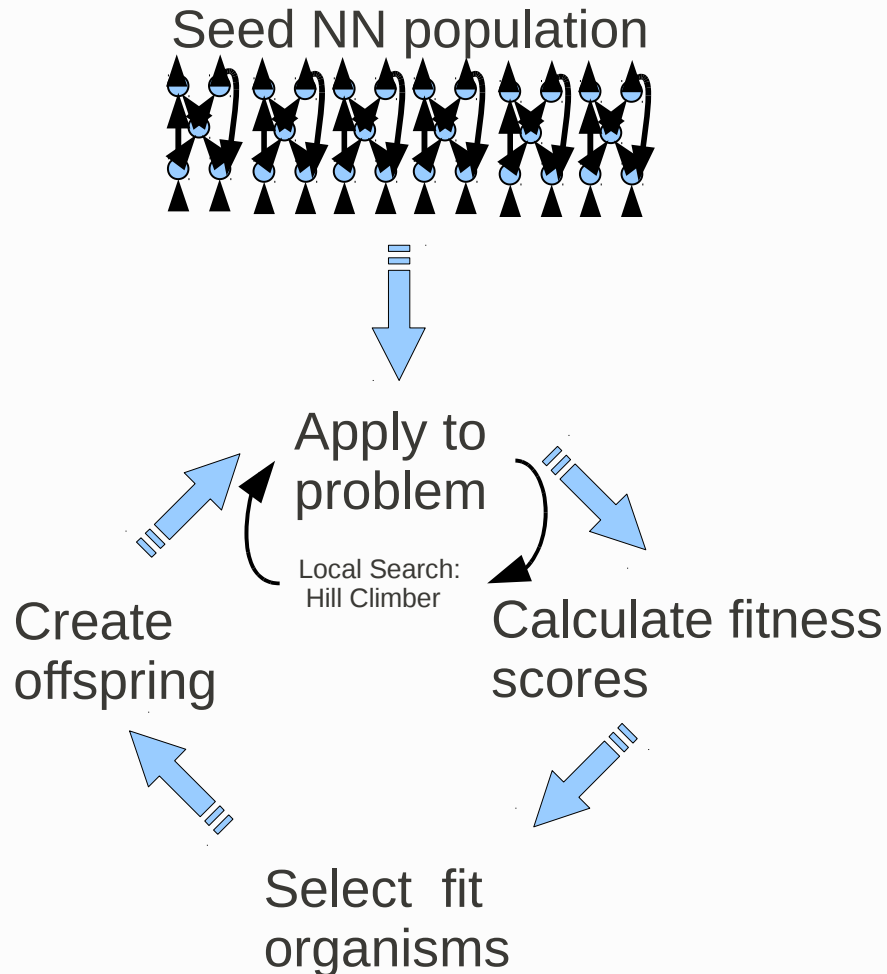 Seed NN population
Apply to
problem
Local Search:
Hill Climber
Create
offspring
Calculate fitness
scores
Select fit
organisms